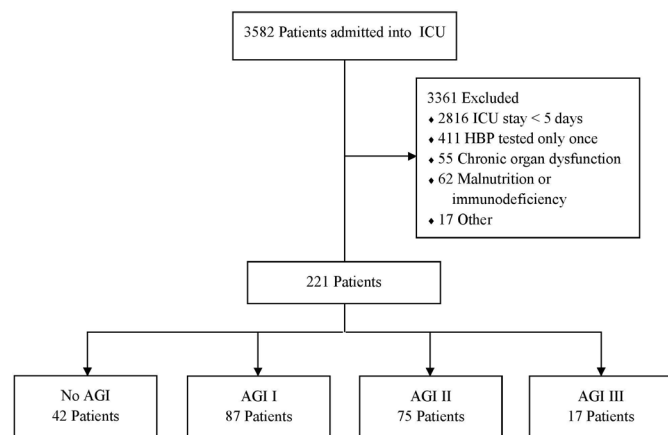 3582 Patients admitted into ICU
3361 Excluded
♦ 2816 ICU stay < 5 days
♦ 411 HBP tested only once
♦ 55 Chronic organ dysfunction
♦ 62 Malnutrition or
immunodeficiency
♦ 17 Other
221 Patients
No AGI
42 Patients
AGI I
87 Patients
AGI II
75 Patients
AGI III
17 Patients